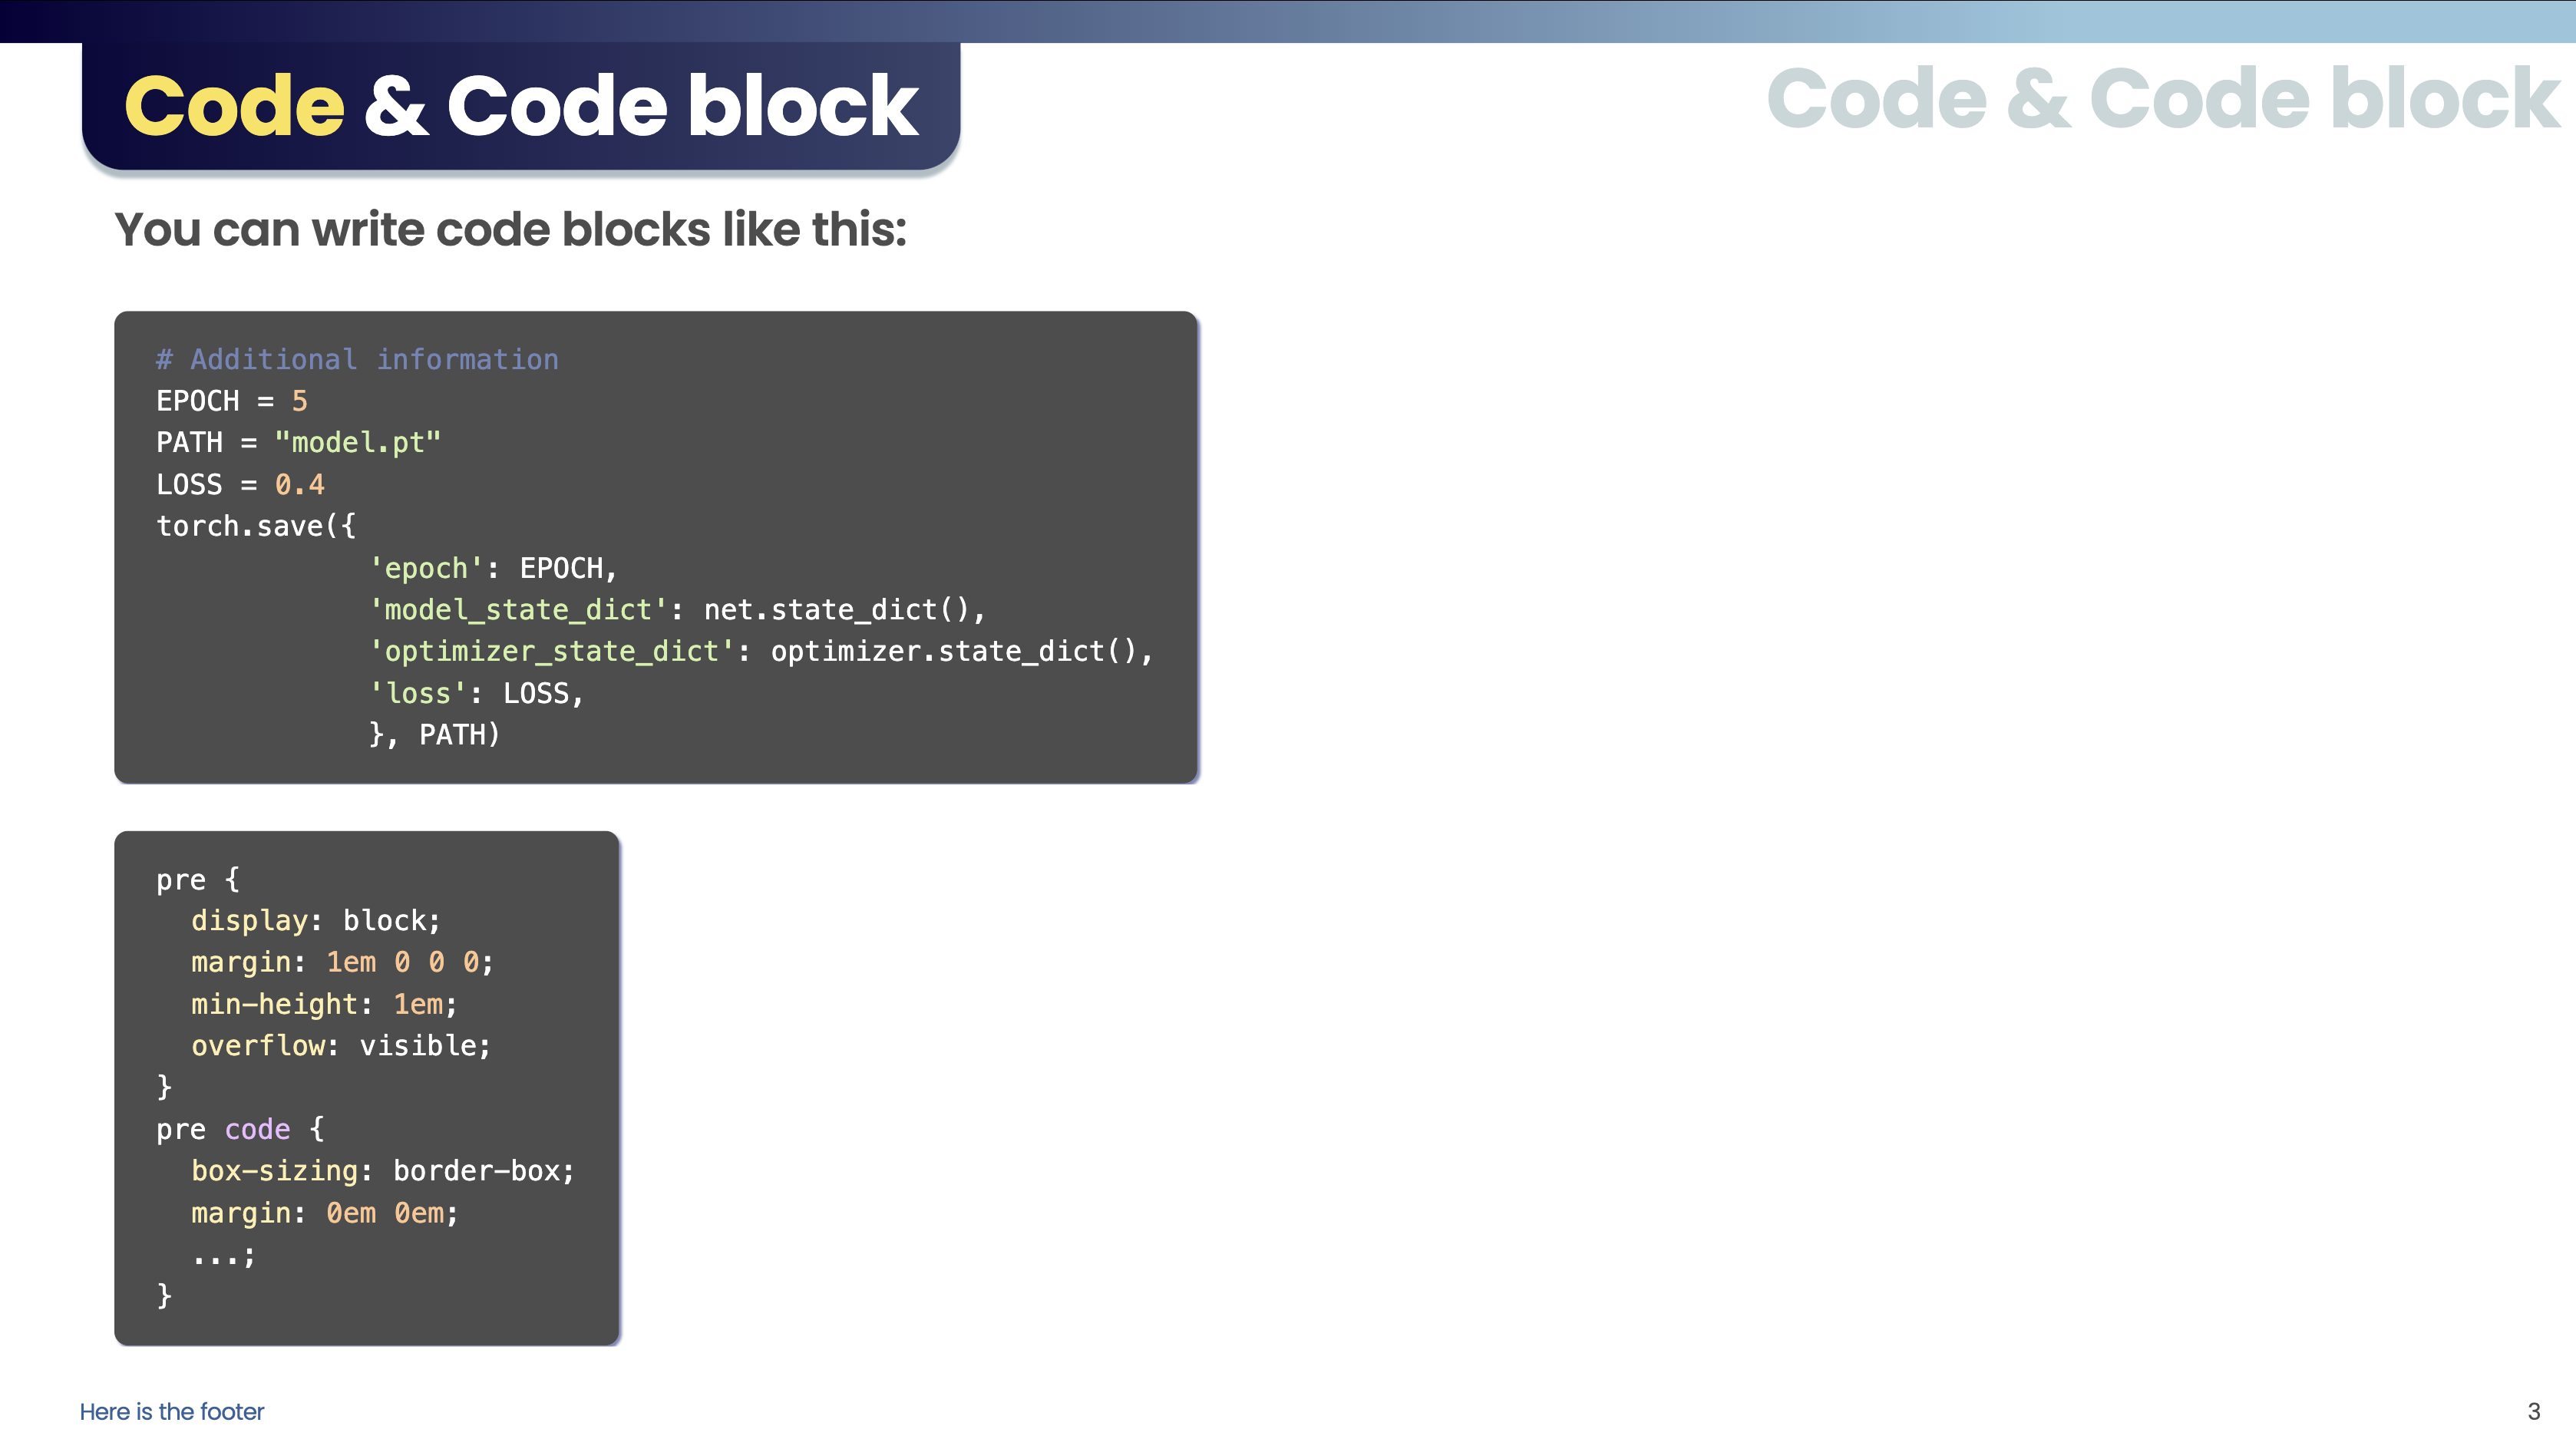 Code & Code block
Code & Code block
You can write code blocks like this:
# Additional information
EPOCH = 5
PATH = "model.pt"
LOSS = 0.4
torch.save({
'epoch': EPOCH,
'model_state_dict': net.state_dict(),
'optimizer_state_dict': optimizer.state_dict(),
'loss': LOSS,
}, PATH)
pre {
display: block;
margin: 1em 0 0 0;
min-height: 1em;
overflow: visible;
}
pre code {
box-sizing: border-box;
margin: 0em 0em;
...;
}
Here is the footer
3